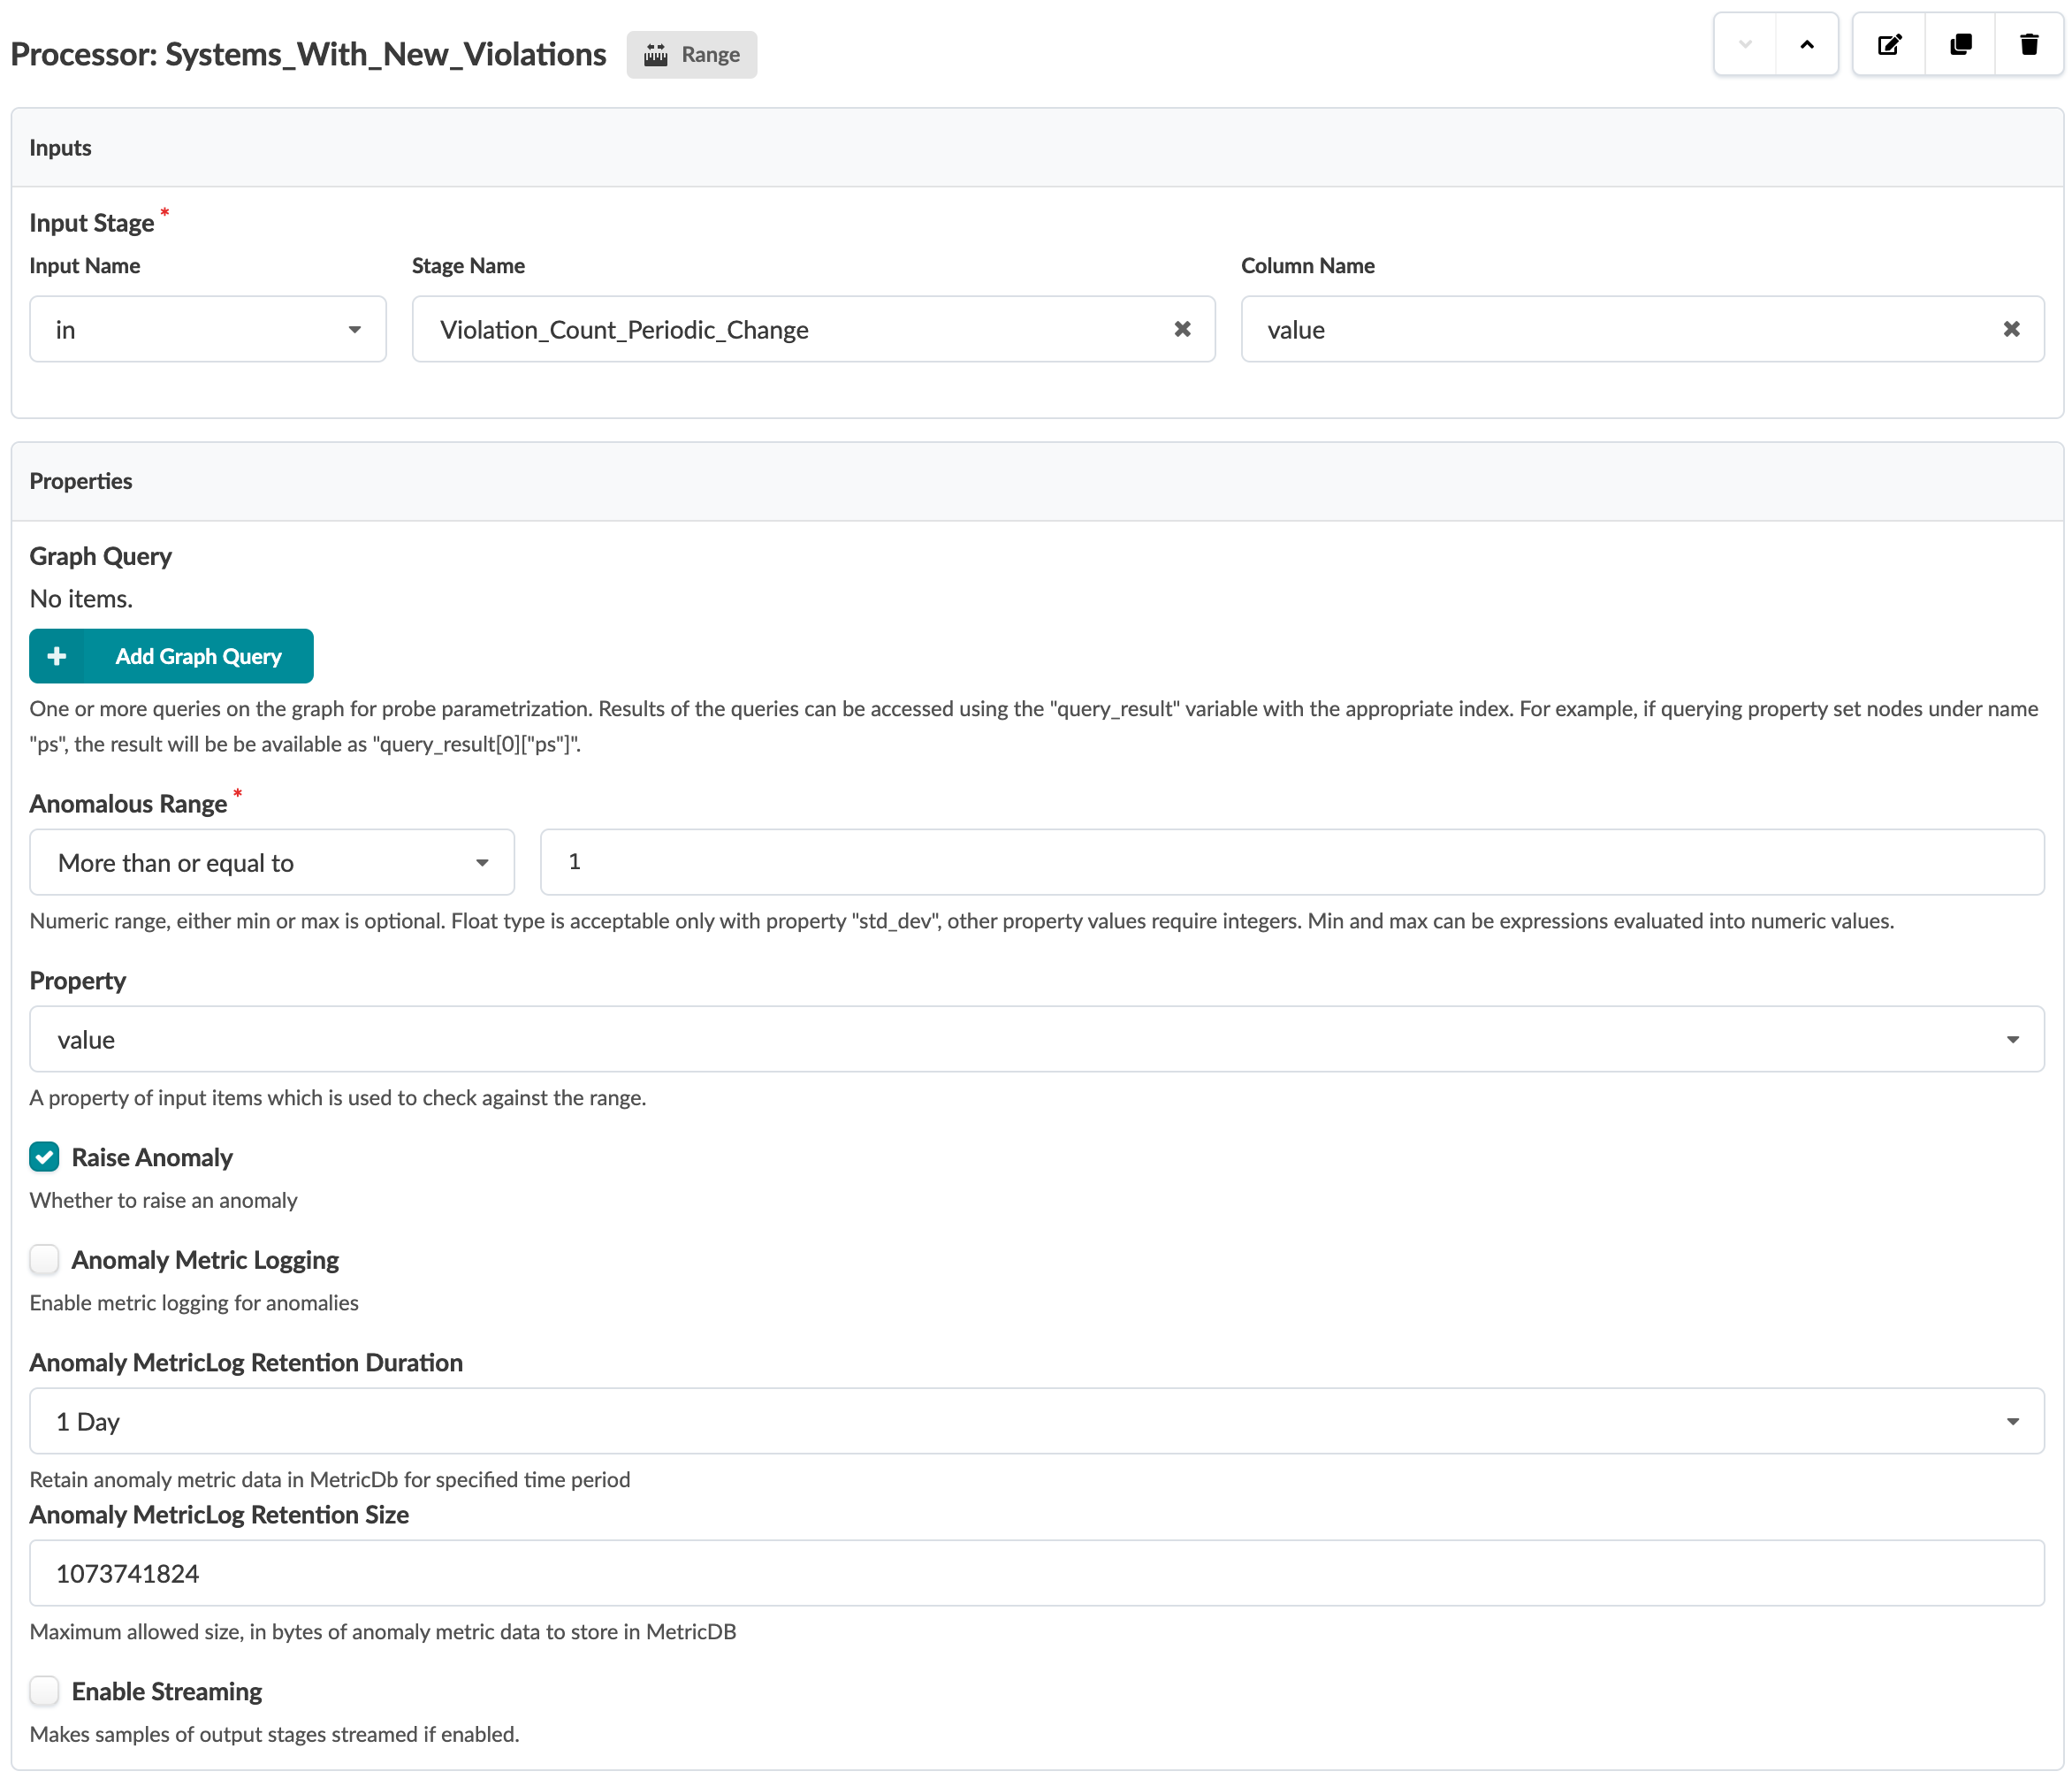 Processor: Systems_With_New_Violations Range
Inputs
Input Stage *
Input Name Stage Name Column Name
in Violation_Count_Periodic_Change value
Properties
Graph Query
No items.
Add Graph Query
One or more queries on the graph for probe parametrization. Results of the queries can be accessed using the "query_result" variable with the appropriate index. For example, if querying property set nodes under name
"ps", the result will be be available as "query_result[0]["ps"]".
Anomalous Range *
More than or equal to 1
Numeric range, either min or max is optional. Float type is acceptable only with property "std_dev", other property values require integers. Min and max can be expressions evaluated into numeric values.
Property
value
A property of input items which is used to check against the range.
Raise Anomaly
Whether to raise an anomaly
Anomaly Metric Logging
Enable metric logging for anomalies
Anomaly MetricLog Retention Duration
1 Day
Retain anomaly metric data in MetricDb for specified time period
Anomaly MetricLog Retention Size
1073741824
Maximum allowed size, in bytes of anomaly metric data to store in MetricDB
Enable Streaming
Makes samples of output stages streamed if enabled.